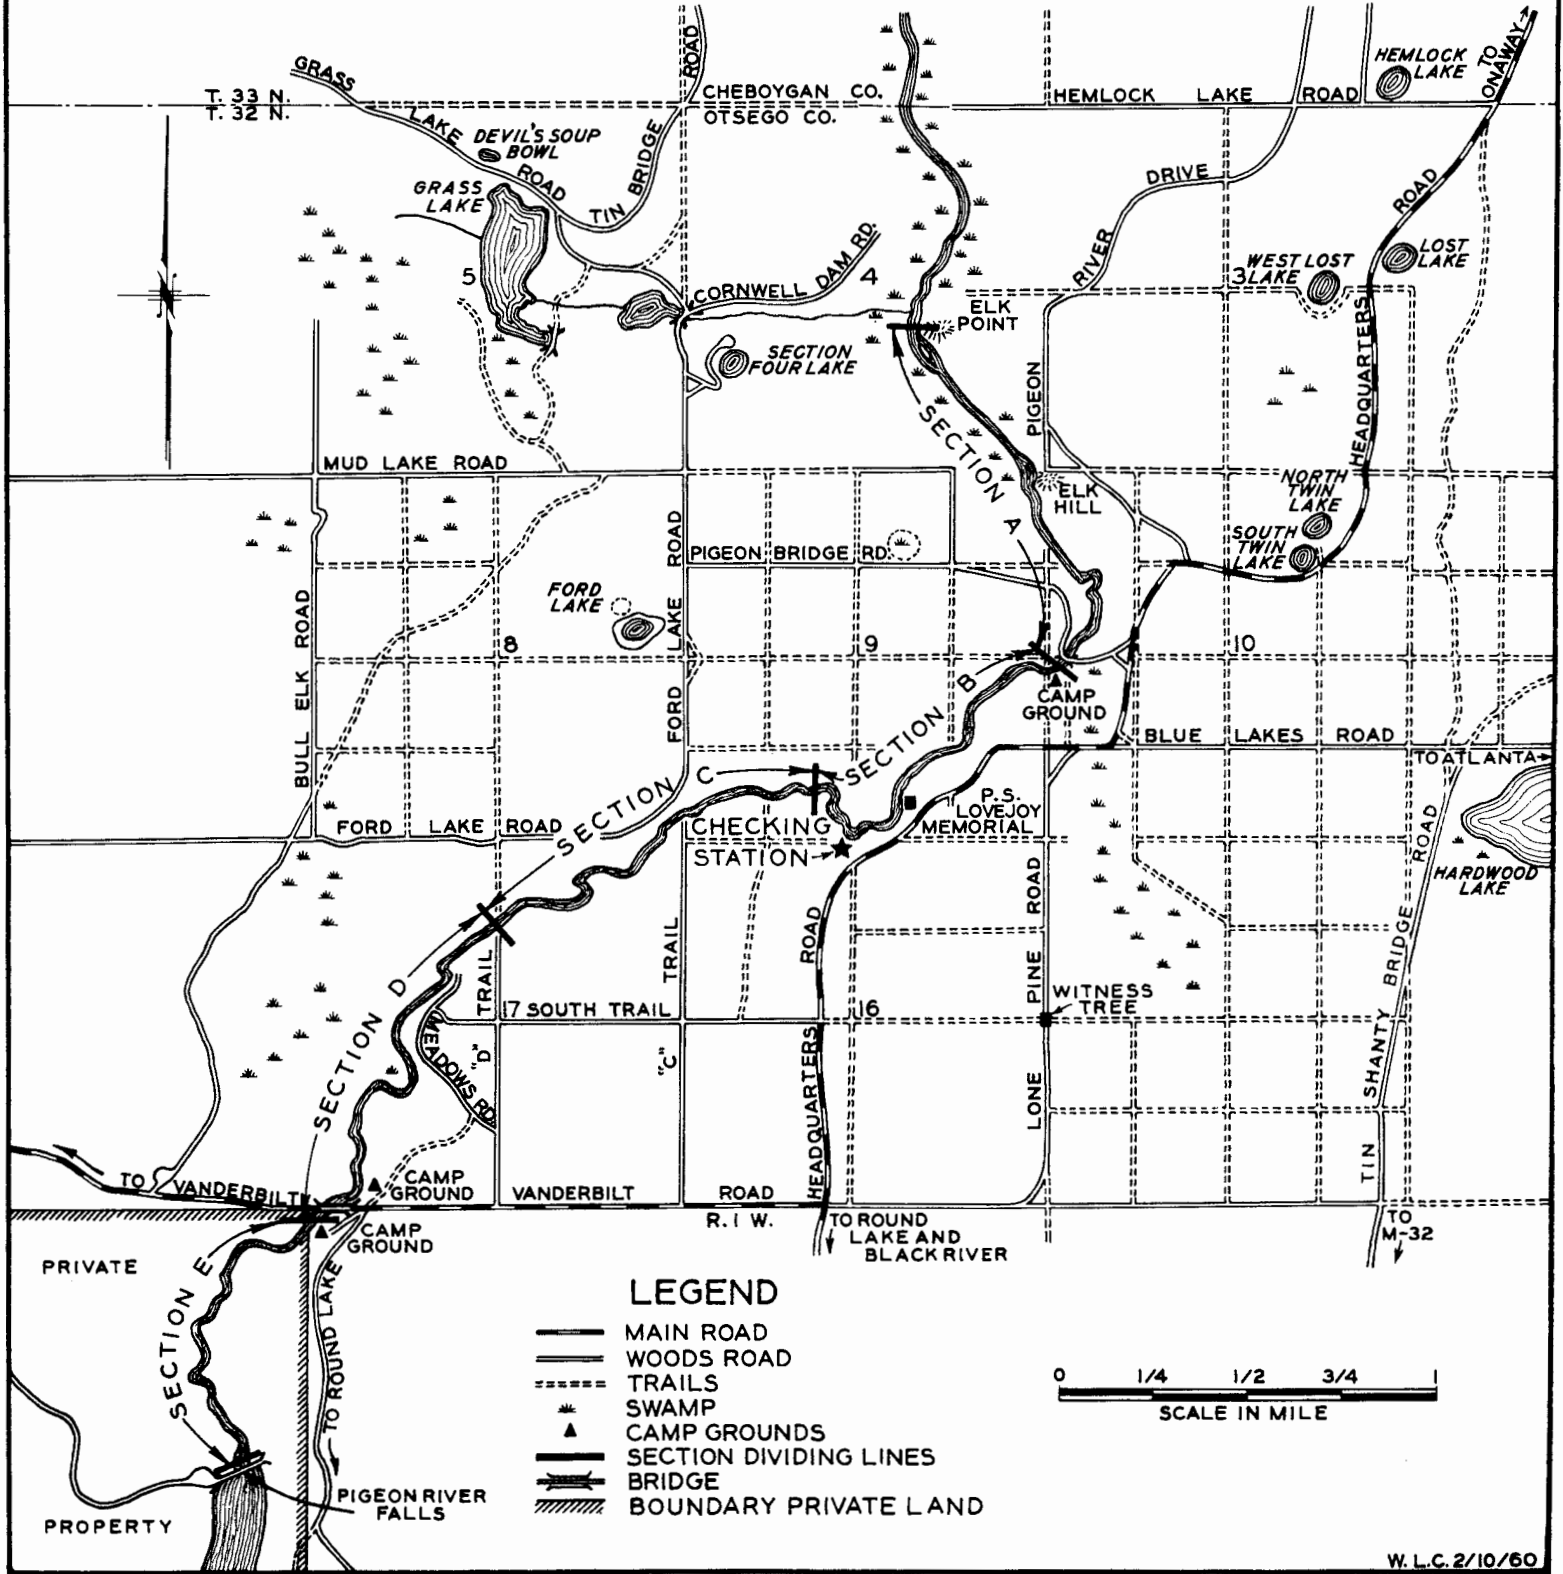 GRASS LAKE ROAD
T. 33 N.
T. 32 N.
CHEBOYGAN CO.
OTSEGO CO.
HEMLOCK LAKE ROAD
HEMLOCK
LAKE
TO
ONAWAY
DEVIL'S SOUP
BOWL
GRASS
LAKE
TIN BRIDGE ROAD
RIVER DRIVE
PIGEON
ROAD
HEADQUARTERS
LOST
LAKE
WEST LOST
LAKE
5
4
3
CORNWELL DAM RD.
ELK
POINT
SECTION
FOUR LAKE
SECTION A
MUD LAKE ROAD
ELK
HILL
NORTH
TWIN
LAKE
SOUTH
TWIN
LAKE
PIGEON BRIDGE RD.
FORD
LAKE
BULL ELK ROAD
FORD LAKE ROAD
8
9
10
SECTION B
CAMP
GROUND
BLUE LAKES ROAD
TO ATLANTA
SECTION C
P.S.
LOVEJOY
MEMORIAL
FORD LAKE ROAD
CHECKING
STATION
HARDWOOD
LAKE
SECTION D
TRAIL
"D"
TRAIL
"C"
HEADQUARTERS ROAD
LONE PINE ROAD
TIN SHANTY BRIDGE ROAD
17 SOUTH TRAIL
16
WITNESS
TREE
MEADOWS RD.
TO VANDERBILT
CAMP
GROUND
VANDERBILT ROAD
R. I W.
CAMP
GROUND
TO ROUND
LAKE AND
BLACK RIVER
TO
M-32
PRIVATE
SECTION E
TO ROUND LAKE
PIGEON RIVER
FALLS
PROPERTY
LEGEND
MAIN ROAD
WOODS ROAD
TRAILS
SWAMP
CAMP GROUNDS
SECTION DIVIDING LINES
BRIDGE
BOUNDARY PRIVATE LAND
0 1/4 1/2 3/4 1
SCALE IN MILE
W. L. C. 2/10/60